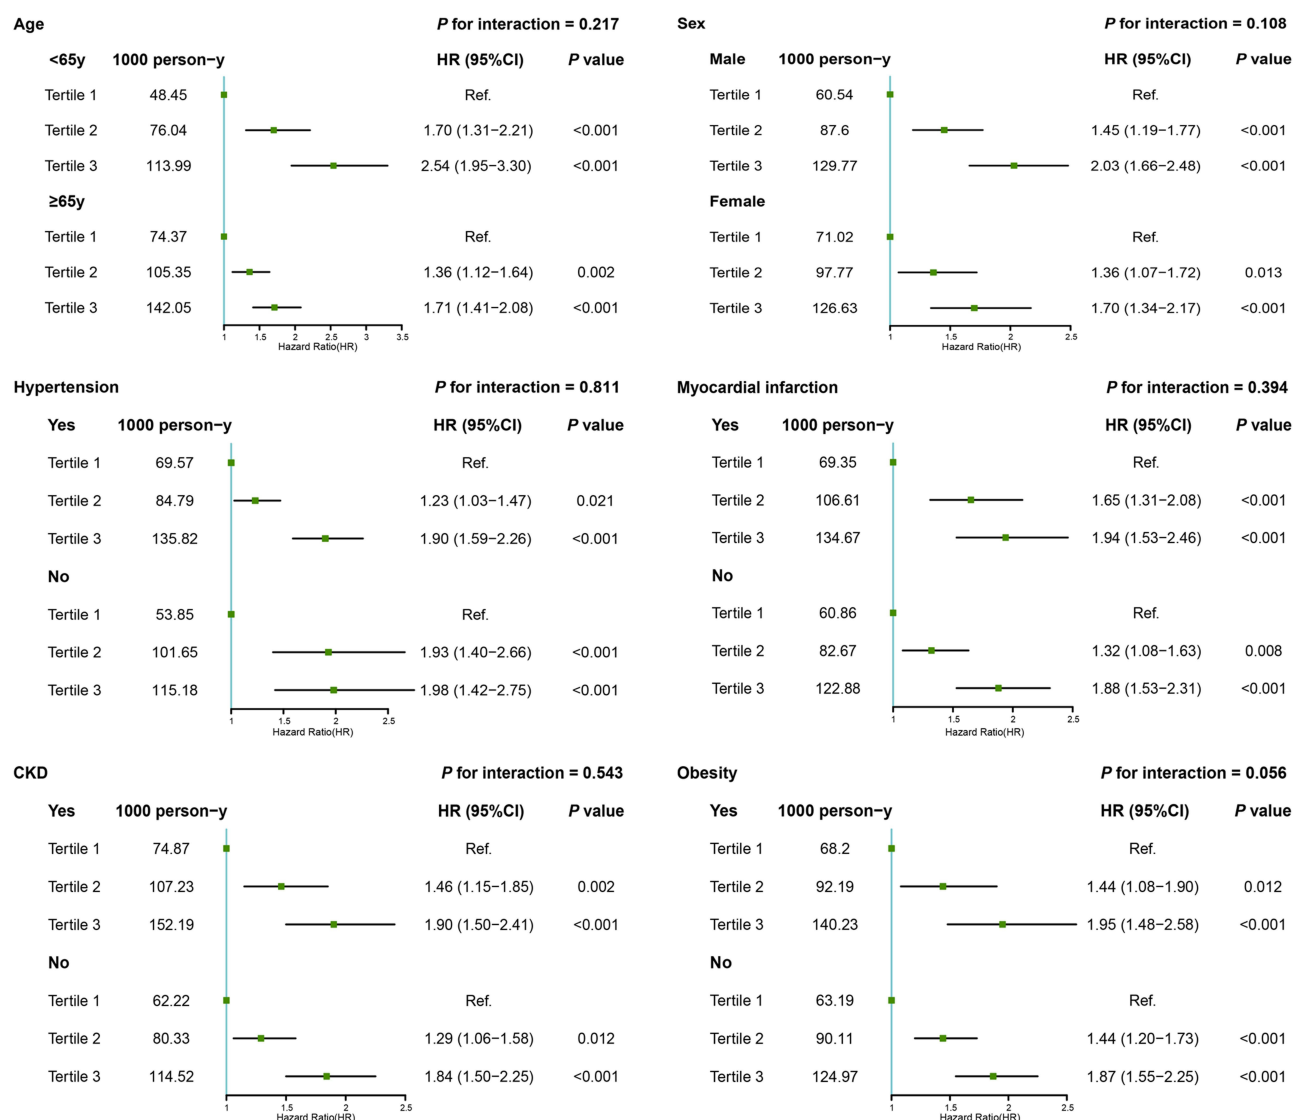 Age P for interaction = 0.217
<65y 1000 person−y HR (95%CI) P value
Tertile 1 48.45 Ref.
Tertile 2 76.04 1.70 (1.31−2.21) <0.001
Tertile 3 113.99 2.54 (1.95−3.30) <0.001
≥65y
Tertile 1 74.37 Ref.
Tertile 2 105.35 1.36 (1.12−1.64) 0.002
Tertile 3 142.05 1.71 (1.41−2.08) <0.001
1 1.5 2 2.5 3 3.5
Hazard Ratio(HR)
Sex P for interaction = 0.108
Male 1000 person−y HR (95%CI) P value
Tertile 1 60.54 Ref.
Tertile 2 87.6 1.45 (1.19−1.77) <0.001
Tertile 3 129.77 2.03 (1.66−2.48) <0.001
Female
Tertile 1 71.02 Ref.
Tertile 2 97.77 1.36 (1.07−1.72) 0.013
Tertile 3 126.63 1.70 (1.34−2.17) <0.001
1 1.5 2 2.5
Hazard Ratio(HR)
Hypertension P for interaction = 0.811
Yes 1000 person−y HR (95%CI) P value
Tertile 1 69.57 Ref.
Tertile 2 84.79 1.23 (1.03−1.47) 0.021
Tertile 3 135.82 1.90 (1.59−2.26) <0.001
No
Tertile 1 53.85 Ref.
Tertile 2 101.65 1.93 (1.40−2.66) <0.001
Tertile 3 115.18 1.98 (1.42−2.75) <0.001
1 1.5 2 2.5
Hazard Ratio(HR)
Myocardial infarction P for interaction = 0.394
Yes 1000 person−y HR (95%CI) P value
Tertile 1 69.35 Ref.
Tertile 2 106.61 1.65 (1.31−2.08) <0.001
Tertile 3 134.67 1.94 (1.53−2.46) <0.001
No
Tertile 1 60.86 Ref.
Tertile 2 82.67 1.32 (1.08−1.63) 0.008
Tertile 3 122.88 1.88 (1.53−2.31) <0.001
1 1.5 2 2.5
Hazard Ratio(HR)
CKD P for interaction = 0.543
Yes 1000 person−y HR (95%CI) P value
Tertile 1 74.87 Ref.
Tertile 2 107.23 1.46 (1.15−1.85) 0.002
Tertile 3 152.19 1.90 (1.50−2.41) <0.001
No
Tertile 1 62.22 Ref.
Tertile 2 80.33 1.29 (1.06−1.58) 0.012
Tertile 3 114.52 1.84 (1.50−2.25) <0.001
1 1.5 2 2.5
Hazard Ratio(HR)
Obesity P for interaction = 0.056
Yes 1000 person−y HR (95%CI) P value
Tertile 1 68.2 Ref.
Tertile 2 92.19 1.44 (1.08−1.90) 0.012
Tertile 3 140.23 1.95 (1.48−2.58) <0.001
No
Tertile 1 63.19 Ref.
Tertile 2 90.11 1.44 (1.20−1.73) <0.001
Tertile 3 124.97 1.87 (1.55−2.25) <0.001
1 1.5 2 2.5
Hazard Ratio(HR)